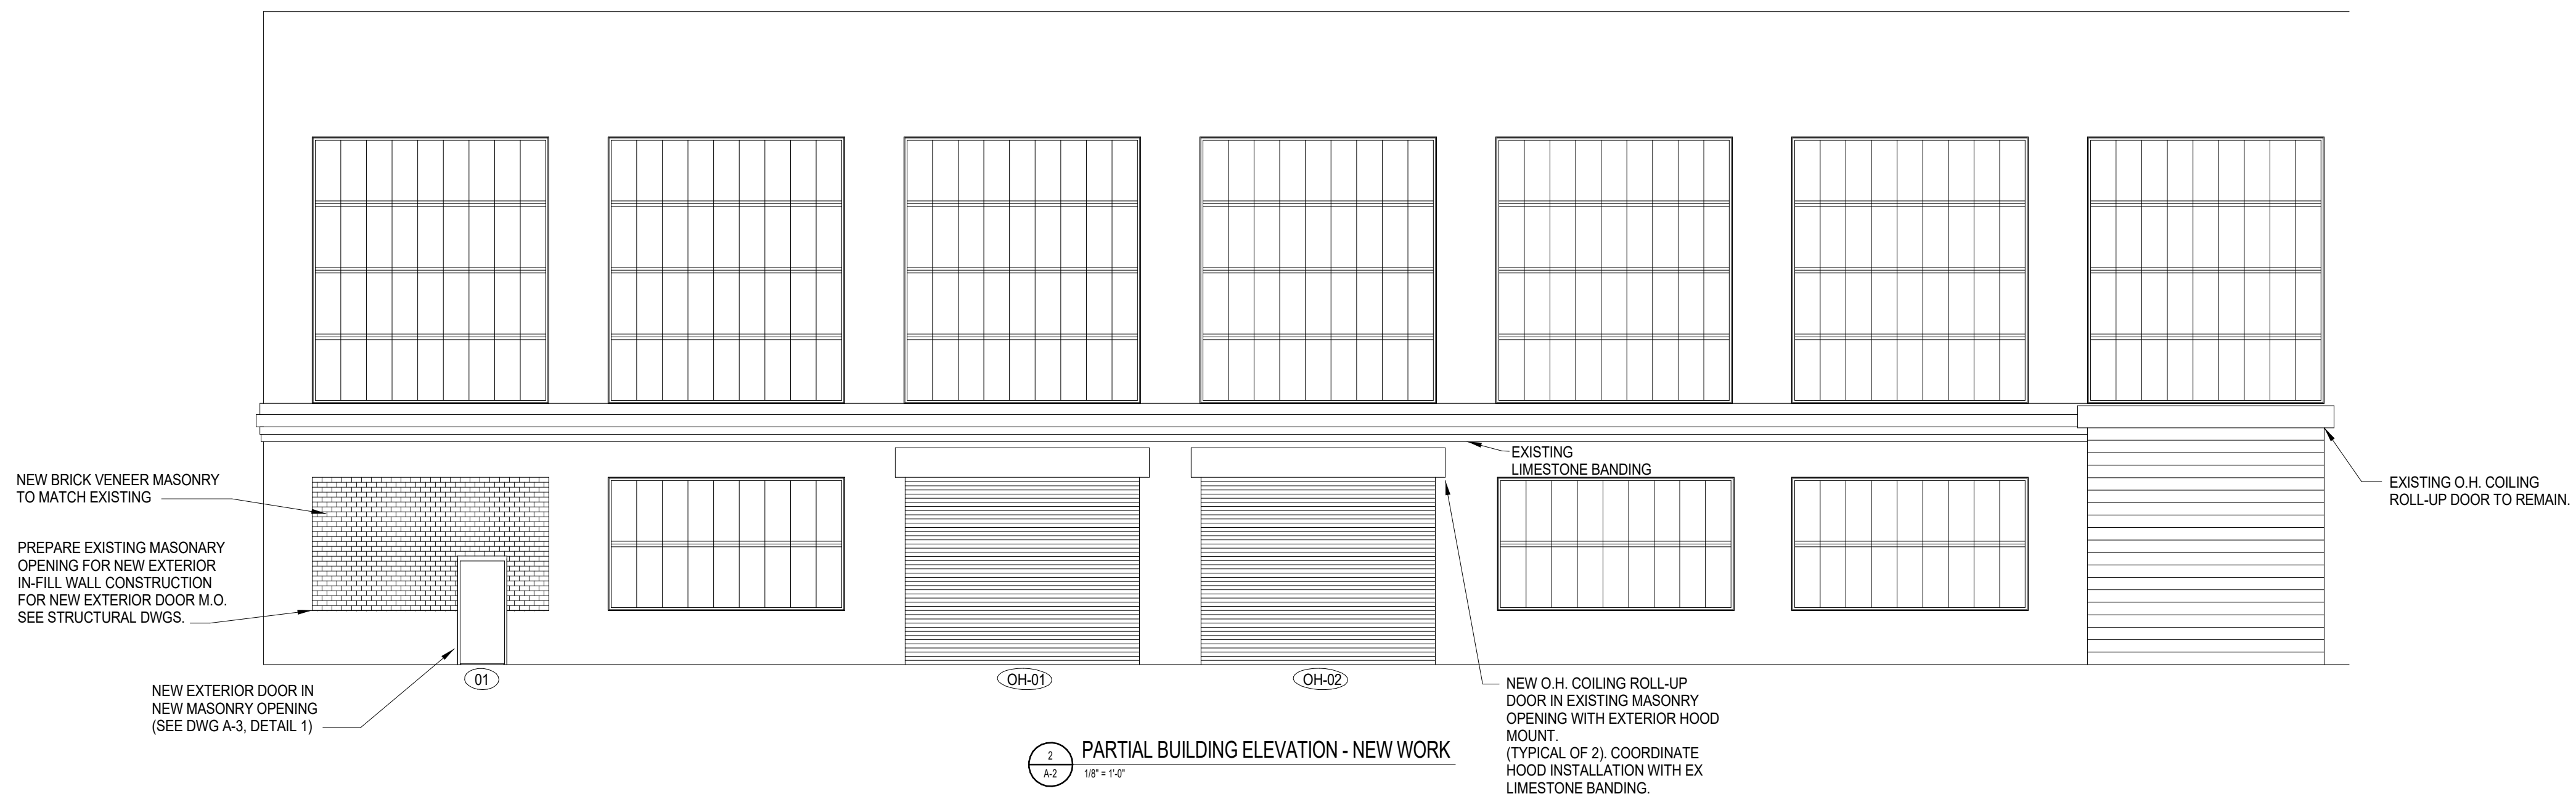 NEW BRICK VENEER MASONRY
TO MATCH EXISTING
PREPARE EXISTING MASONARY
OPENING FOR NEW EXTERIOR
IN-FILL WALL CONSTRUCTION
FOR NEW EXTERIOR DOOR M.O.
SEE STRUCTURAL DWGS.
NEW EXTERIOR DOOR IN
NEW MASONRY OPENING
(SEE DWG A-3, DETAIL 1)
01
OH-01
OH-02
EXISTING
LIMESTONE BANDING
EXISTING O.H. COILING
ROLL-UP DOOR TO REMAIN.
NEW O.H. COILING ROLL-UP
DOOR IN EXISTING MASONRY
OPENING WITH EXTERIOR HOOD
MOUNT.
(TYPICAL OF 2). COORDINATE
HOOD INSTALLATION WITH EX
LIMESTONE BANDING.
2
A-2
PARTIAL BUILDING ELEVATION - NEW WORK
1/8" = 1'-0"